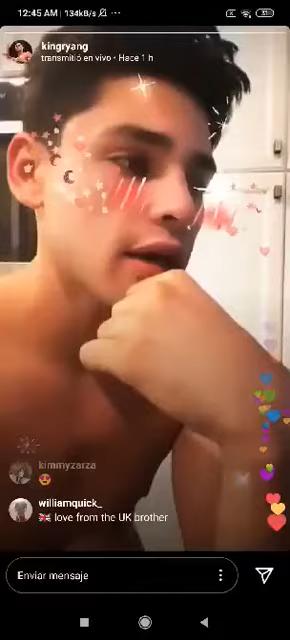 12:45 AM | 134kB/s
kingryang
transmitió en vivo • Hace 1 h
kimmyzarza
williamquick_
🇬🇧 love from the UK brother
Enviar mensaje